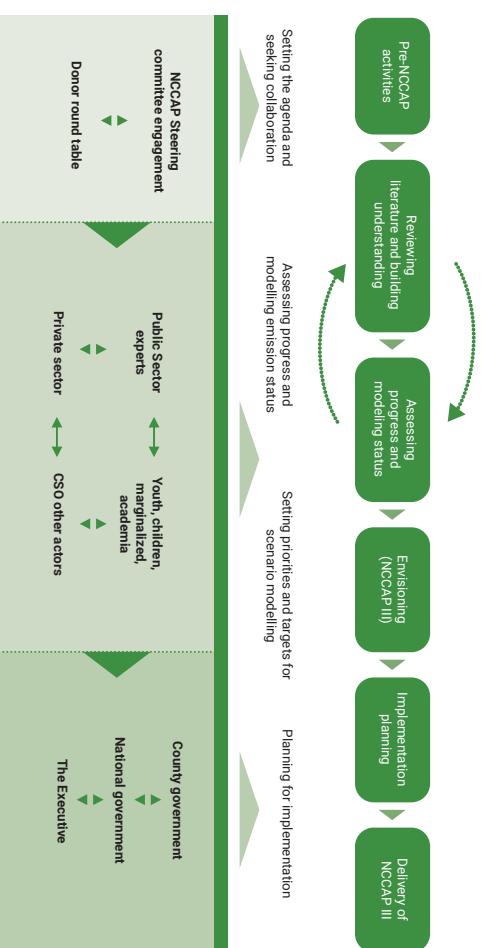 Pre-NCCAP
activities
Reviewing
literature and building
understanding
Assessing
progress and
modeling status
Envisioning
(NCCAP III)
Implementation
planning
Delivery of
NCCAP III
Setting the agenda and
seeking collaboration
Assessing progress and
modelling emission status
Setting priorities and targets for
scenario modelling
Planning for implementation
NCCAP Steering
committee engagement
Donor round table
Public Sector
experts
Youth, children,
marginalized,
academia
Private sector
CSO other actors
County government
National government
The Executive